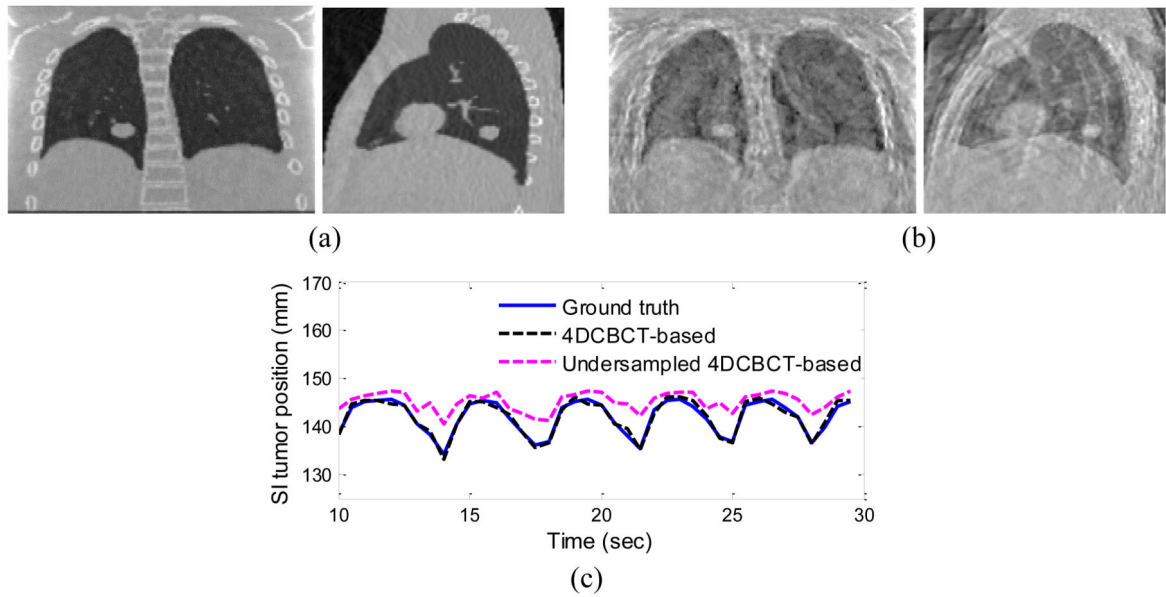 (a)
(b)
170
160
150
140
130
SI tumor position (mm)
Ground truth
4DCBCT-based
Undersampled 4DCBCT-based
10
15
20
25
30
Time (sec)
(c)